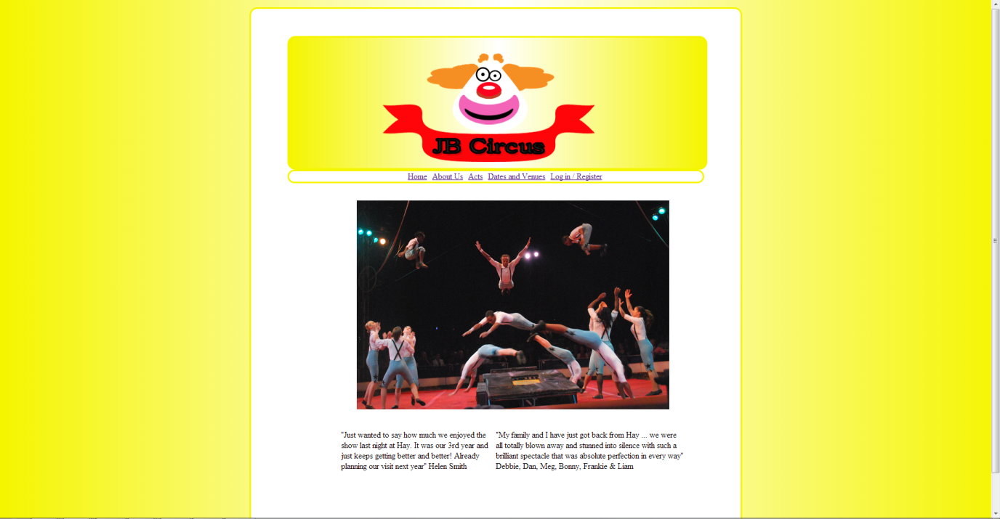 JB Circus
Home About Us Acts Dates and Venues Log in / Register
"Just wanted to say how much we enjoyed the
show last night at Hay. It was our 3rd year and
just keeps getting better and better! Already
planning our visit next year" Helen Smith
"My family and I have just got back from Hay ... we were
all totally blown away and stunned into silence with such a
brilliant spectacle that was absolute perfection in every way"
Debbie, Dan, Meg, Bonny, Frankie & Liam